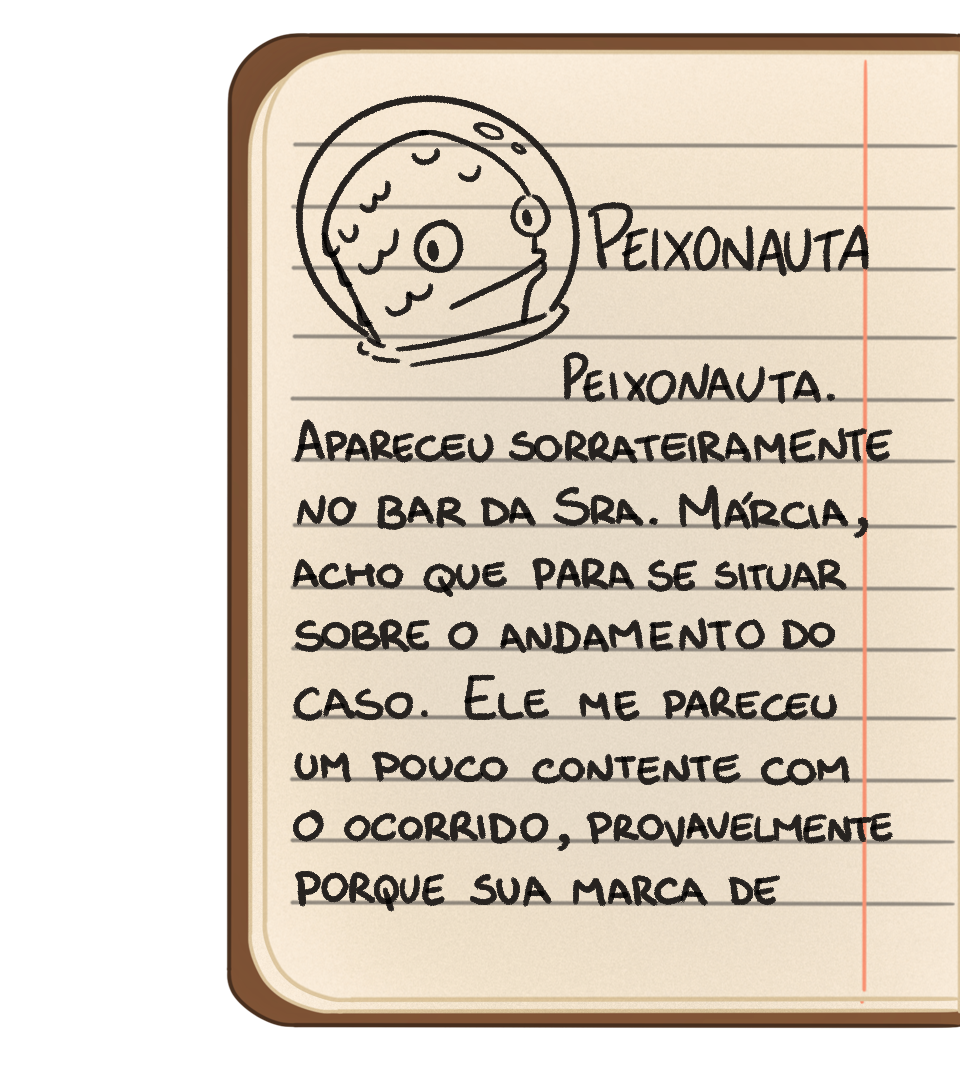 PEIXONAUTA
PEIXONAUTA.
APARECEU SORRATEIRAMENTE
NO BAR DA SRA. MÁRCIA,
ACHO QUE PARA SE SITUAR
SOBRE O ANDAMENTO DO
CASO. ELE ME PARECEU
UM POUCO CONTENTE COM
O OCORRIDO, PROVAVELMENTE
PORQUE SUA MARCA DE